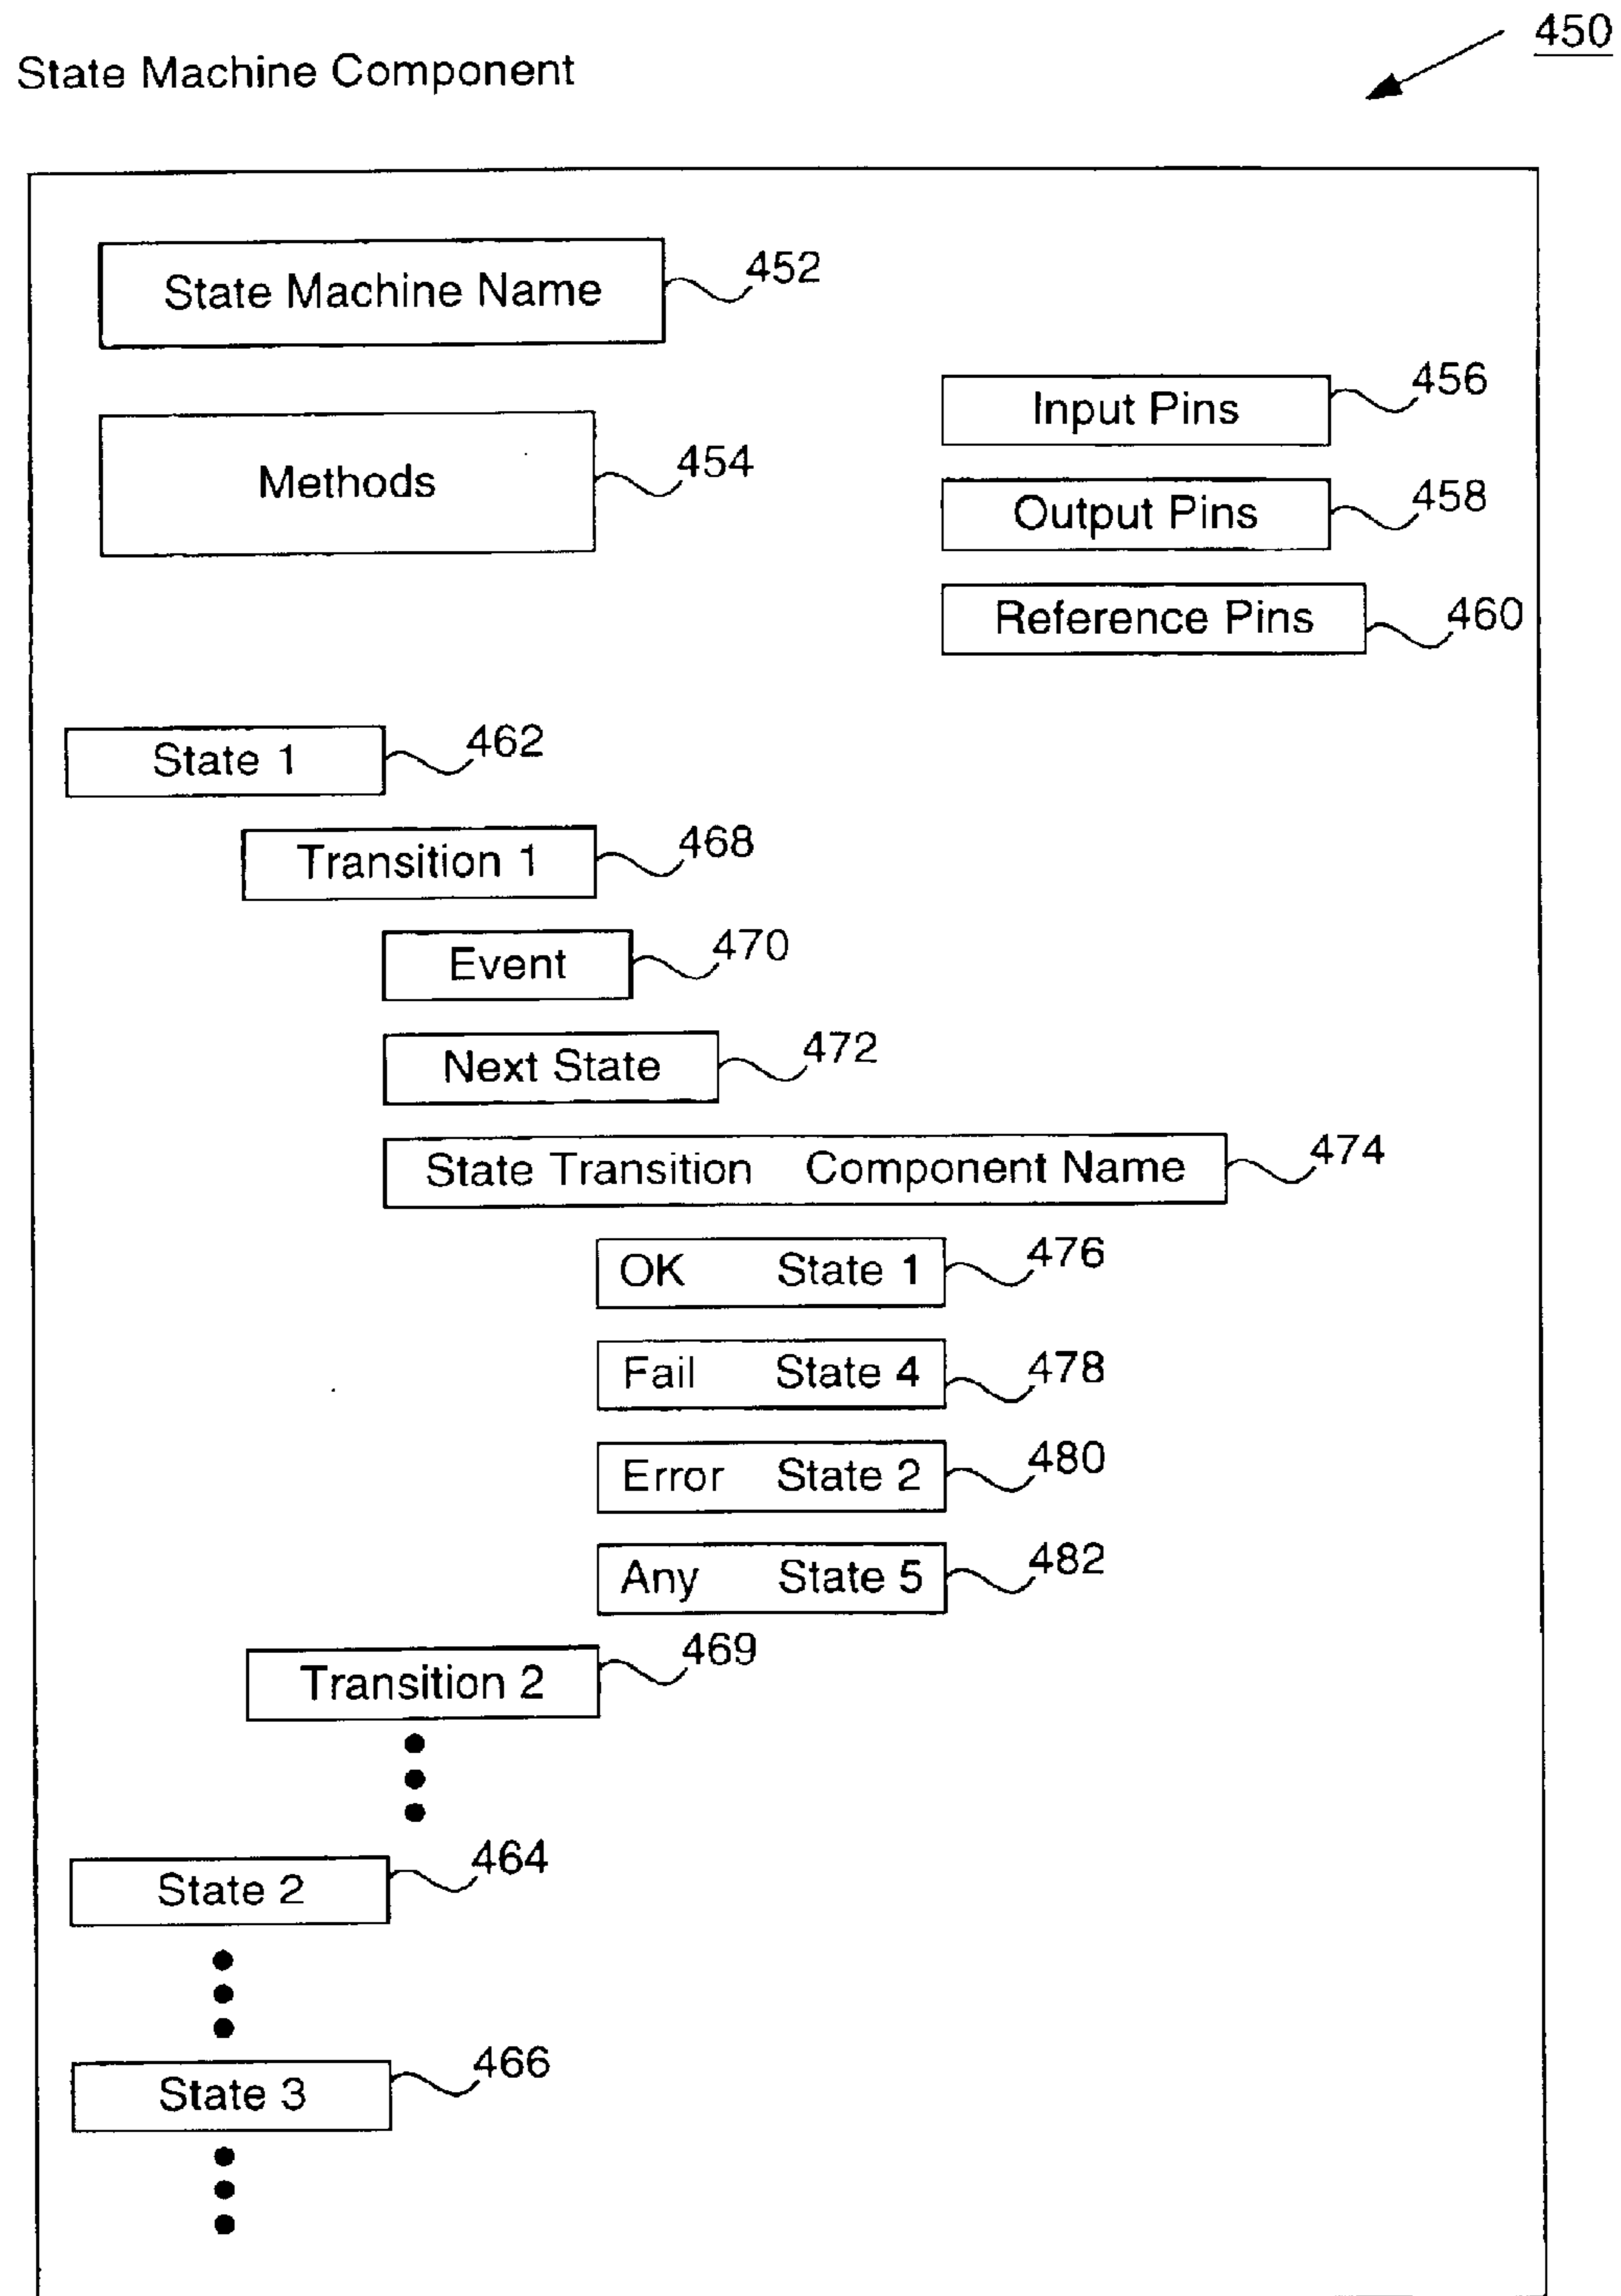 450
State Machine Component
State Machine Name 452
Input Pins 456
Methods 454
Output Pins 458
Reference Pins 460
State 1 462
Transition 1 468
Event 470
Next State 472
State Transition Component Name 474
OK State 1 476
Fail State 4 478
Error State 2 480
Any State 5 482
Transition 2 469
State 2 464
State 3 466